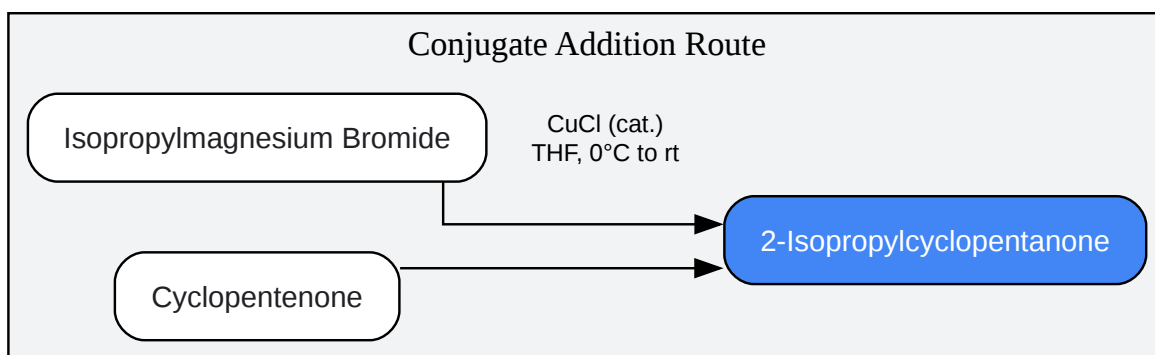 Conjugate Addition Route
Isopropylmagnesium Bromide
CuCl (cat.)
THF, 0°C to rt
2-Isopropylcyclopentanone
Cyclopentenone